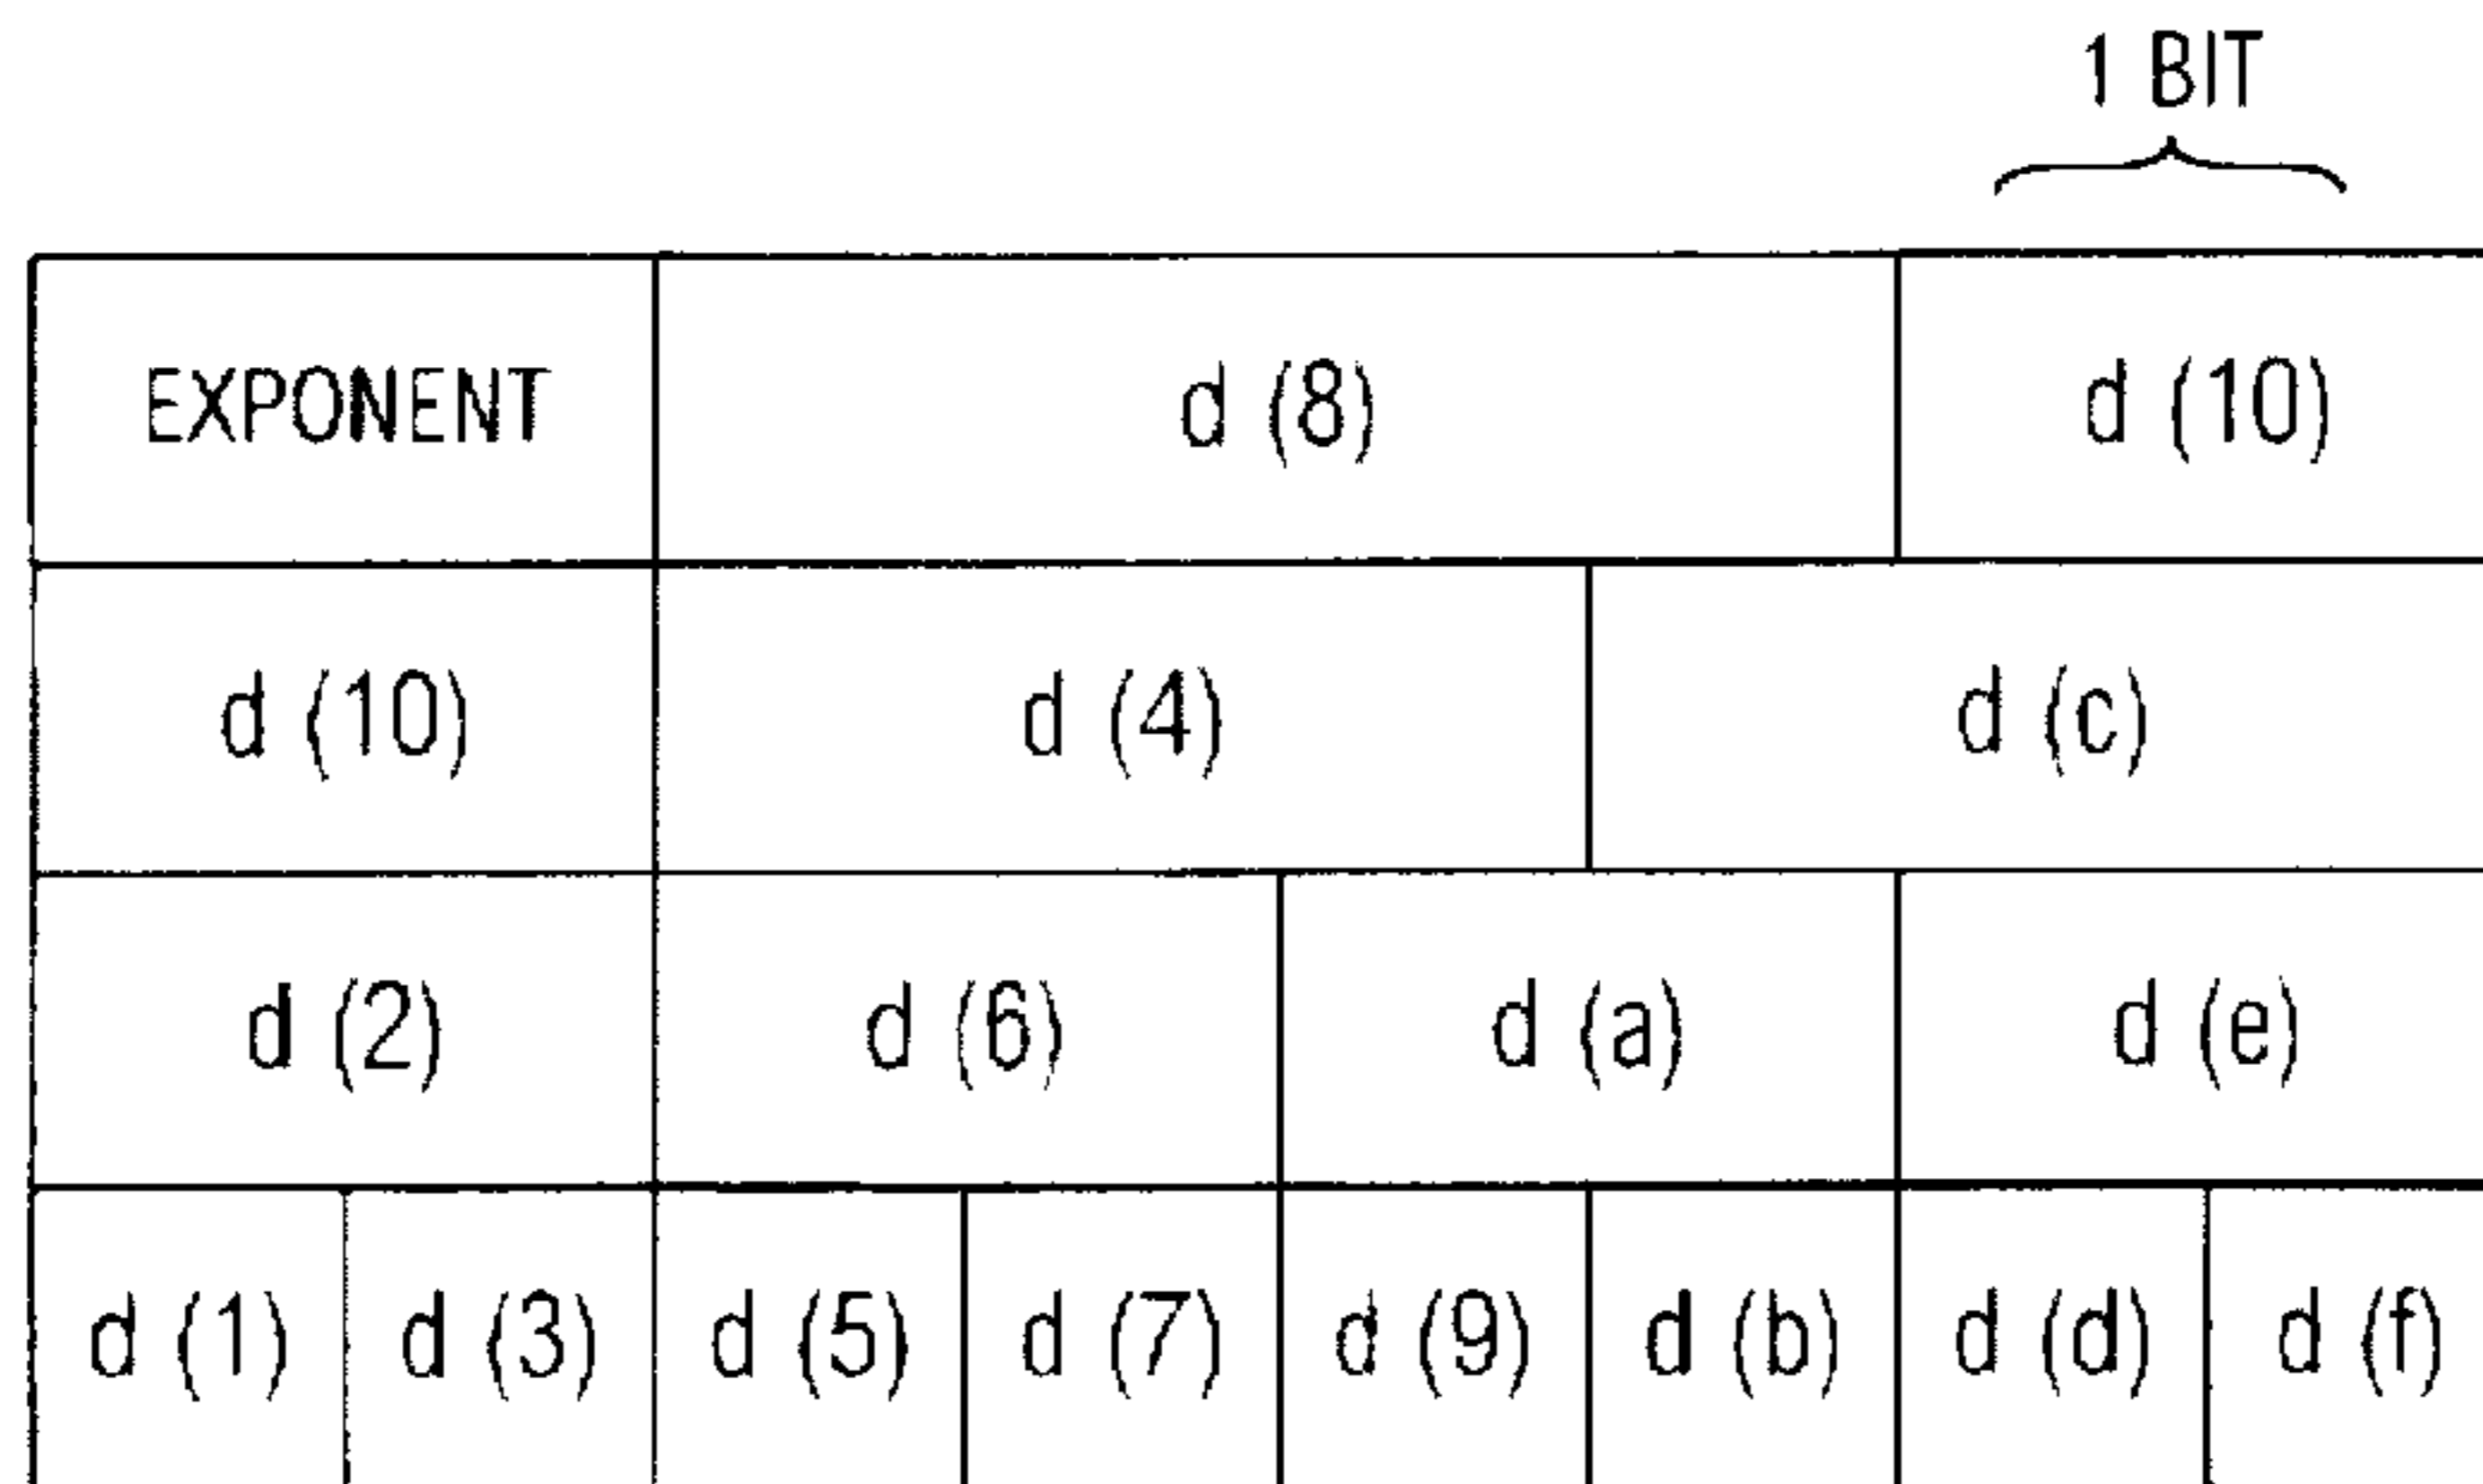 1 BIT
EXPONENT d (8) d (10)
d (10) d (4) d (c)
d (2) d (6) d (a) d (e)
d (1) d (3) d (5) d (7) d (9) d (b) d (d) d (f)